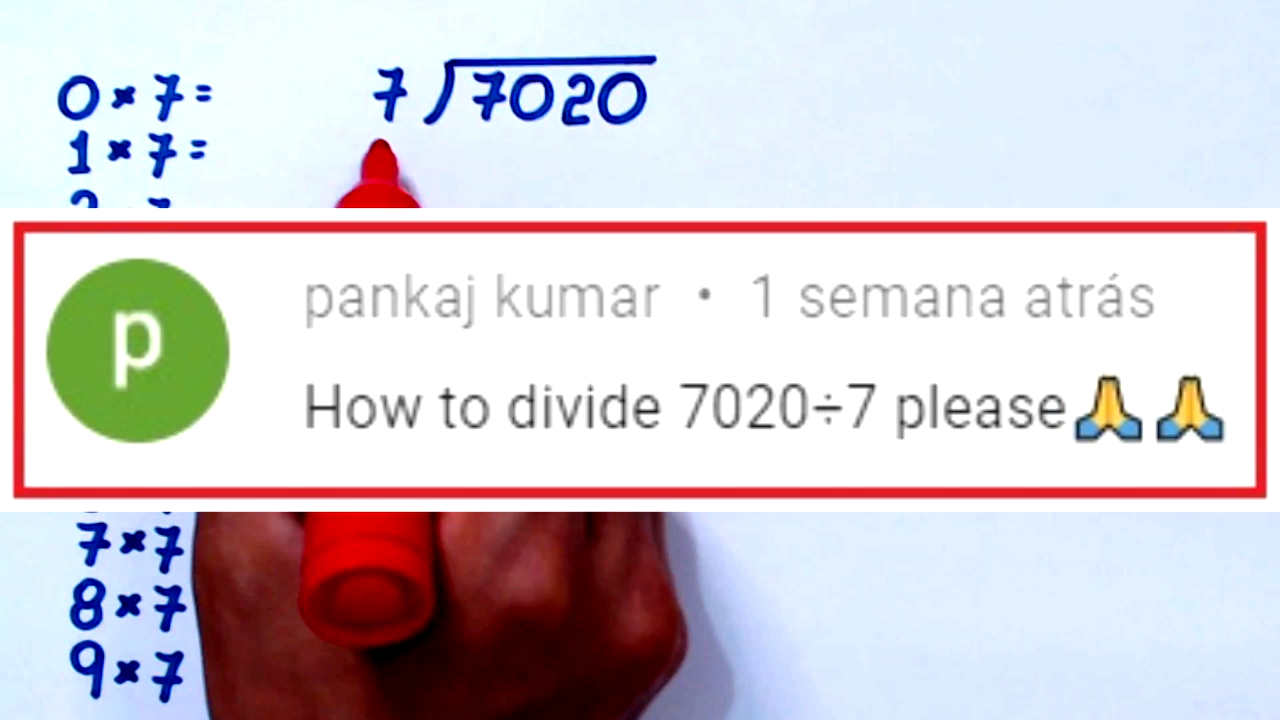 0 × 7 =
7 ) 7020
1 × 7 =
p
pankaj kumar • 1 semana atrás
How to divide 7020÷7 please🙏🙏
7 × 7
8 × 7
9 × 7